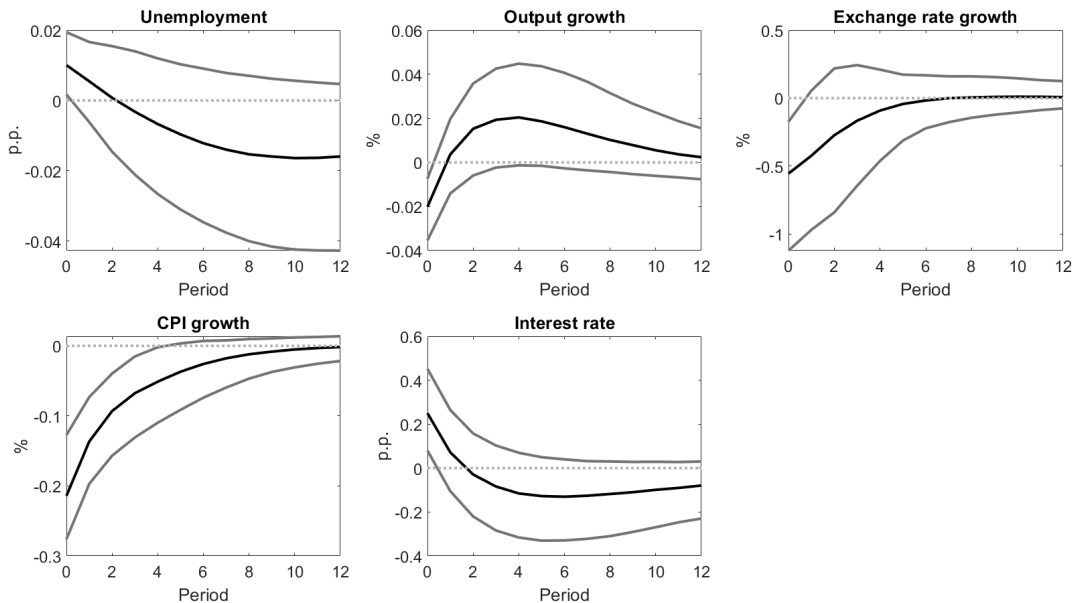 Unemployment
0.02
0
-0.02
-0.04
p.p.
0 2 4 6 8 10 12
Period
Output growth
0.06
0.04
0.02
0
-0.02
-0.04
%
0 2 4 6 8 10 12
Period
Exchange rate growth
0.5
0
-0.5
-1
%
0 2 4 6 8 10 12
Period
CPI growth
0
-0.1
-0.2
-0.3
%
0 2 4 6 8 10 12
Period
Interest rate
0.6
0.4
0.2
0
-0.2
-0.4
p.p.
0 2 4 6 8 10 12
Period